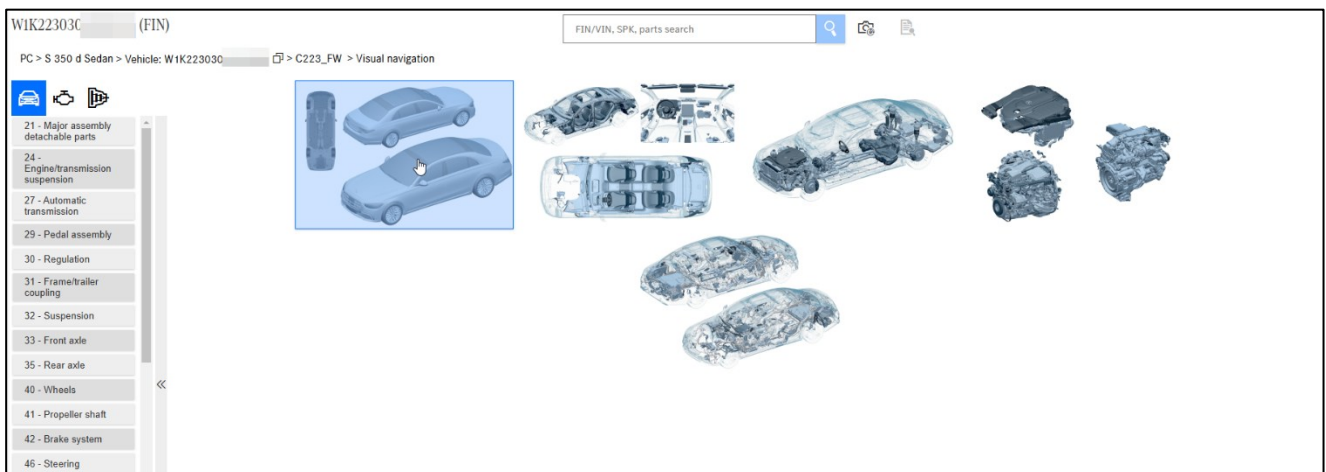 W1K223030 (FIN)
FIN/VIN, SPK, parts search
PC > S 350 d Sedan > Vehicle: W1K223030 > C223_FW > Visual navigation
21 - Major assembly
detachable parts
24 -
Engine/transmission
suspension
27 - Automatic
transmission
29 - Pedal assembly
30 - Regulation
31 - Frame/trailer
coupling
32 - Suspension
33 - Front axle
35 - Rear axle
40 - Wheels
41 - Propeller shaft
42 - Brake system
46 - Steering